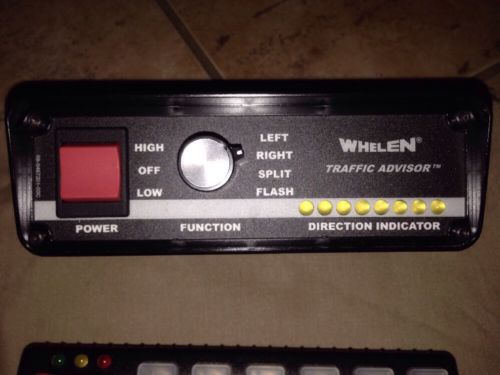 HIGH
OFF
LOW
LEFT
RIGHT
SPLIT
FLASH
WHELEN®
TRAFFIC ADVISOR™
POWER
FUNCTION
DIRECTION INDICATOR